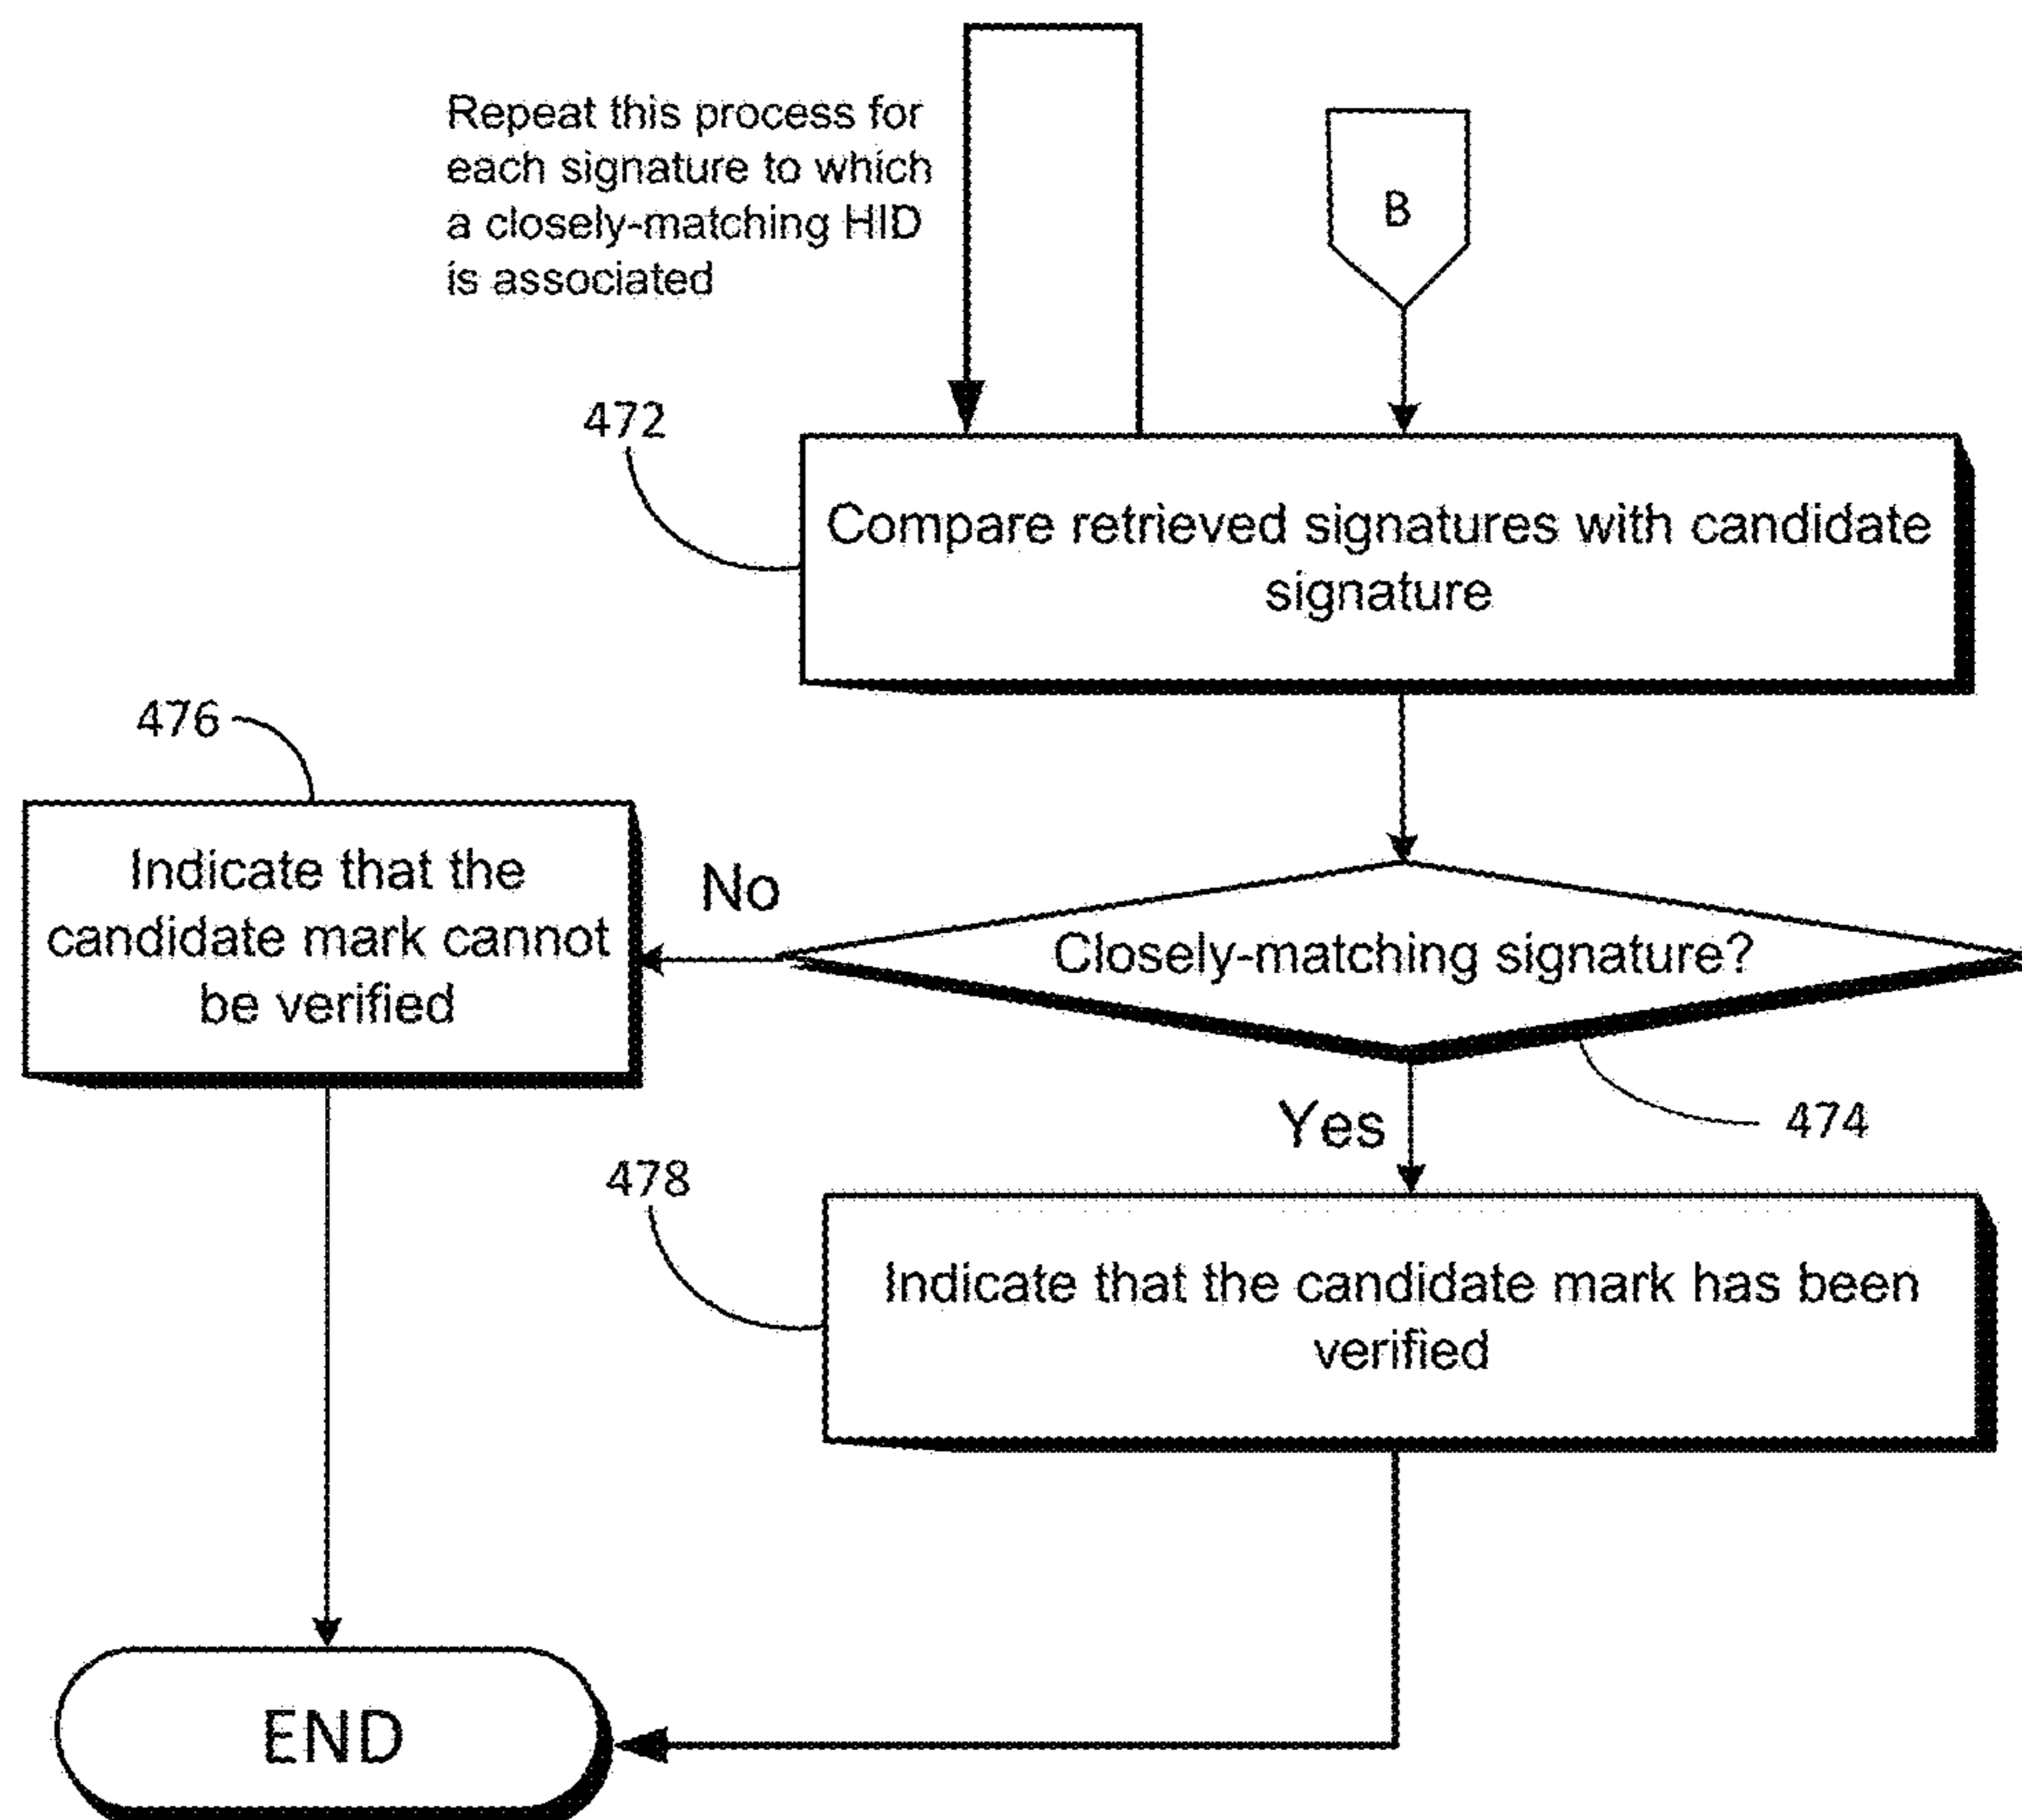 Repeat this process for
each signature to which
a closely-matching HID
is associated
B
472
Compare retrieved signatures with candidate
signature
476
Indicate that the
candidate mark cannot
be verified
No
Closely-matching signature?
474
Yes
478
Indicate that the candidate mark has been
verified
END